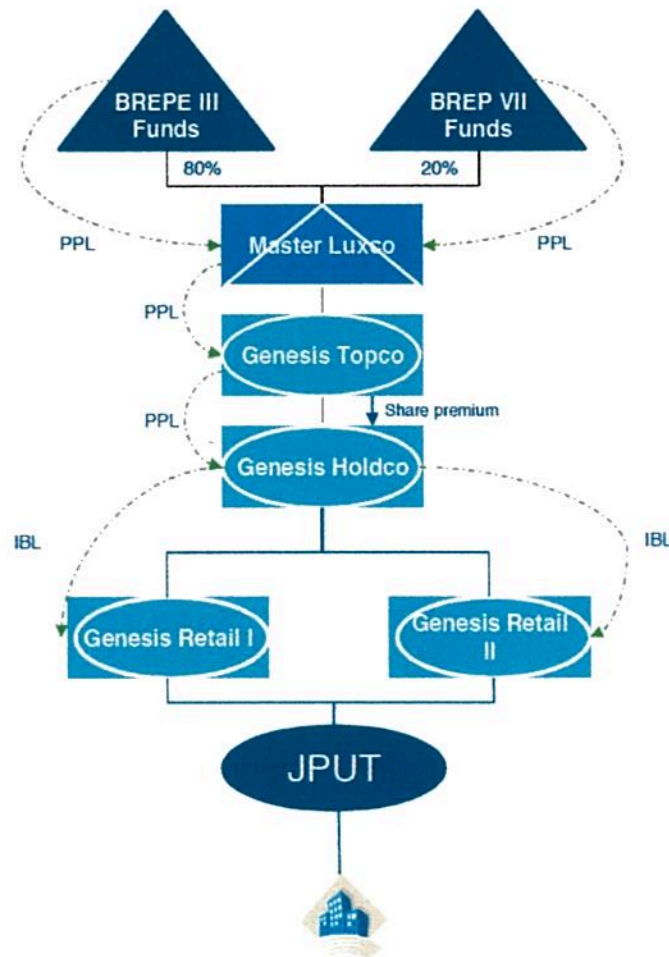 BREPE III
Funds
BREP VII
Funds
80%
20%
PPL
Master Luxco
PPL
PPL
Genesis Topco
Share premium
PPL
Genesis Holdco
IBL
IBL
Genesis Retail I
Genesis Retail
II
JPUT